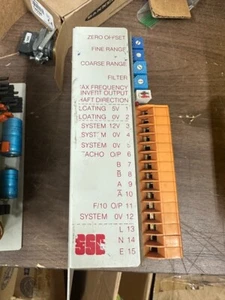 ZERO OFFSET
FINE RANGE
COARSE RANGE
FILTER
MAX FREQUENCY
INVERT OUTPUT
SHAFT DIRECTION
FLOATING 5V 1
FLOATING 0V 2
SYSTEM 12V 3
SYSTEM 0V 4
SYSTEM 0V 5
TACHO O/P 6
B 7
B̅ 8
A 9
A̅ 10
F/10 O/P 11
SYSTEM 0V 12
L 13
SSE N 14
E 15